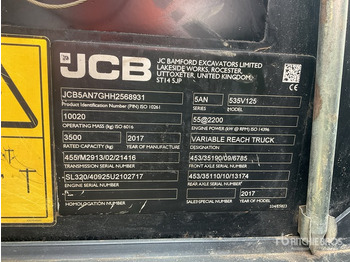 JCB
JC BAMFORD EXCAVATORS LIMITED
LAKESIDE WORKS, ROCESTER,
UTTOXETER, UNITED KINGDOM,
ST14 5JP
JCB5AN7GHH2568931
Product Identification Number (PIN) ISO 10261
5AN
SERIES
535V125
MODEL
10020
OPERATING MASS (kg) ISO 6016
55@2200
ENGINE POWER (kW @ RPM) ISO 14396
3500
RATED CAPACITY (kg)
2017
YEAR OF MANUFACTURE
VARIABLE REACH TRUCK
DESIGNATION
455/M2913/02/21416
TRANSMISSION SERIAL NUMBER
453/35190/09/6785
FRONT AXLE SERIAL NUMBER
SL320/40925U2102717
ENGINE SERIAL NUMBER
453/35110/10/13174
REAR AXLE SERIAL NUMBER
2017
SALES/SPECIAL NUMBER
MODEL YEAR